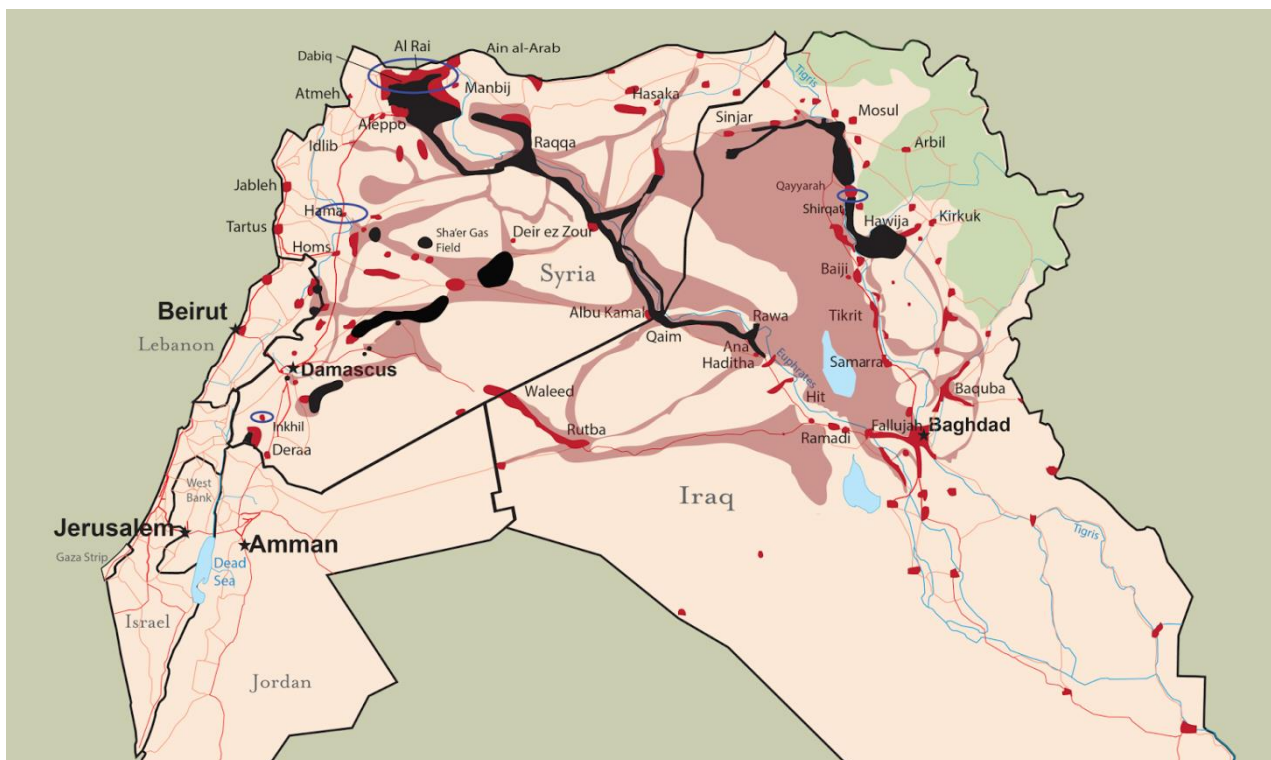 Al Rai
Ain al-Arab
Dabiq
Atmeh
Manbij
Hasaka
Tigris
Mosul
Sinjar
Aleppo
Idlib
Raqqa
Arbil
Jableh
Qayyarah
Hama
Shirqat
Hawija
Kirkuk
Tartus
Sha'er Gas
Field
Deir ez Zour
Homs
Syria
Baiji
Beirut
Lebanon
Albu Kamal
Rawa
Tikrit
Qaim
Ana
Haditha
Euphrates
Samarra
Damascus
Waleed
Hit
Baquba
Inkhil
Rutba
Ramadi
Fallujah
Baghdad
Deraa
West
Bank
Iraq
Jerusalem
Amman
Tigris
Gaza Strip
Dead
Sea
Israel
Jordan